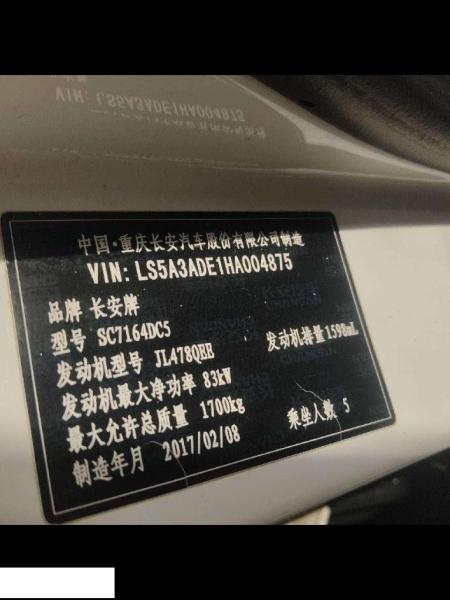 VIN: LS5A3ADE1HA004875
中国·重庆长安汽车股份有限公司制造
VIN: LS5A3ADE1HA004875
品牌 长安牌
型号 SC7164DC5
发动机型号 JL478QEE 发动机排量 1598mL
发动机最大净功率 83kW
最大允许总质量 1700kg 乘坐人数 5
制造年月 2017/02/08